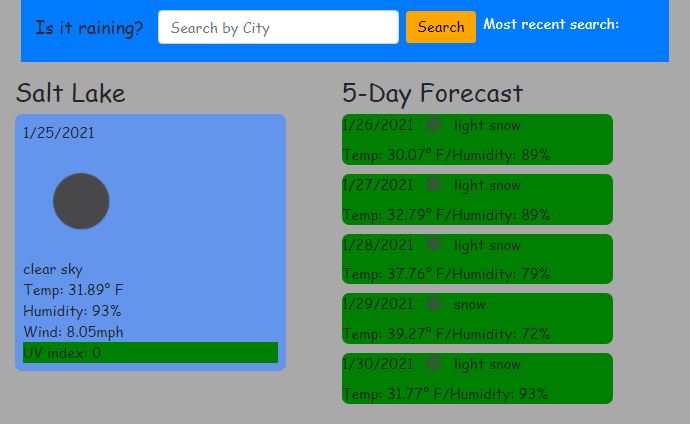 Is it raining? Search by City Search Most recent search:
Salt Lake
1/25/2021
clear sky
Temp: 31.89° F
Humidity: 93%
Wind: 8.05mph
UV index: 0
5-Day Forecast
1/26/2021 light snow
Temp: 30.07° F/Humidity: 89%
1/27/2021 light snow
Temp: 32.79° F/Humidity: 89%
1/28/2021 light snow
Temp: 37.76° F/Humidity: 79%
1/29/2021 snow
Temp: 39.27° F/Humidity: 72%
1/30/2021 light snow
Temp: 31.77° F/Humidity: 93%